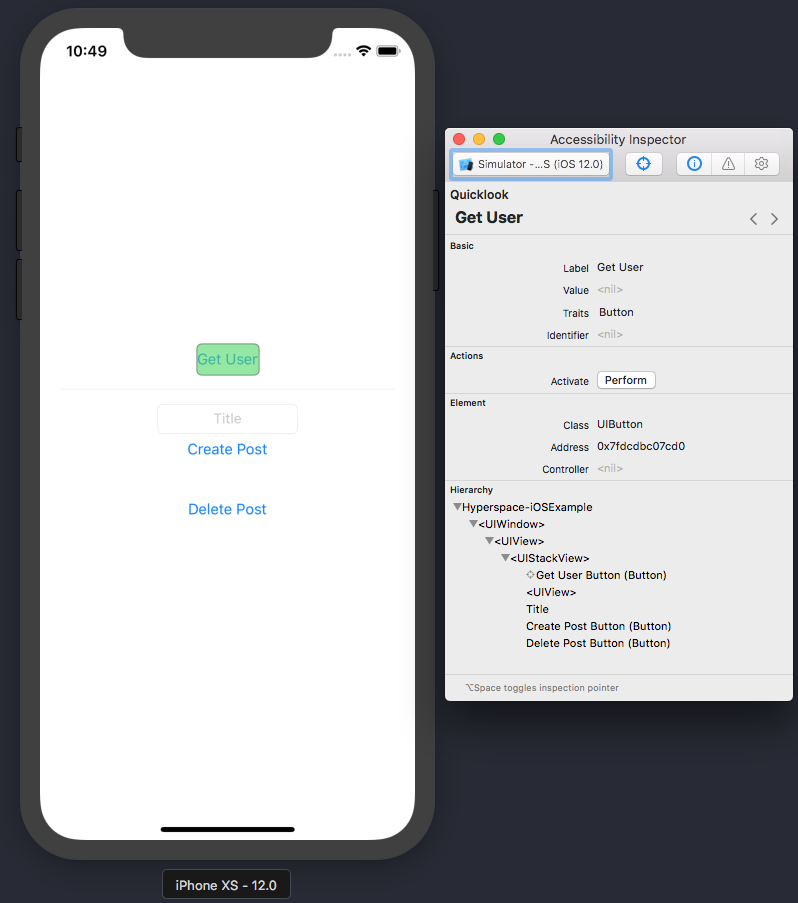 10:49
Get User
Title
Create Post
Delete Post
iPhone XS - 12.0
Accessibility Inspector
Simulator -...S (iOS 12.0)
Quicklook
Get User
Basic
Label Get User
Value <nil>
Traits Button
Identifier <nil>
Actions
Activate Perform
Element
Class UIButton
Address 0x7fdcdbc07cd0
Controller <nil>
Hierarchy
Hyperspace-iOSExample
<UIWindow>
<UIView>
<UIStackView>
Get User Button (Button)
<UIView>
Title
Create Post Button (Button)
Delete Post Button (Button)
⌥Space toggles inspection pointer